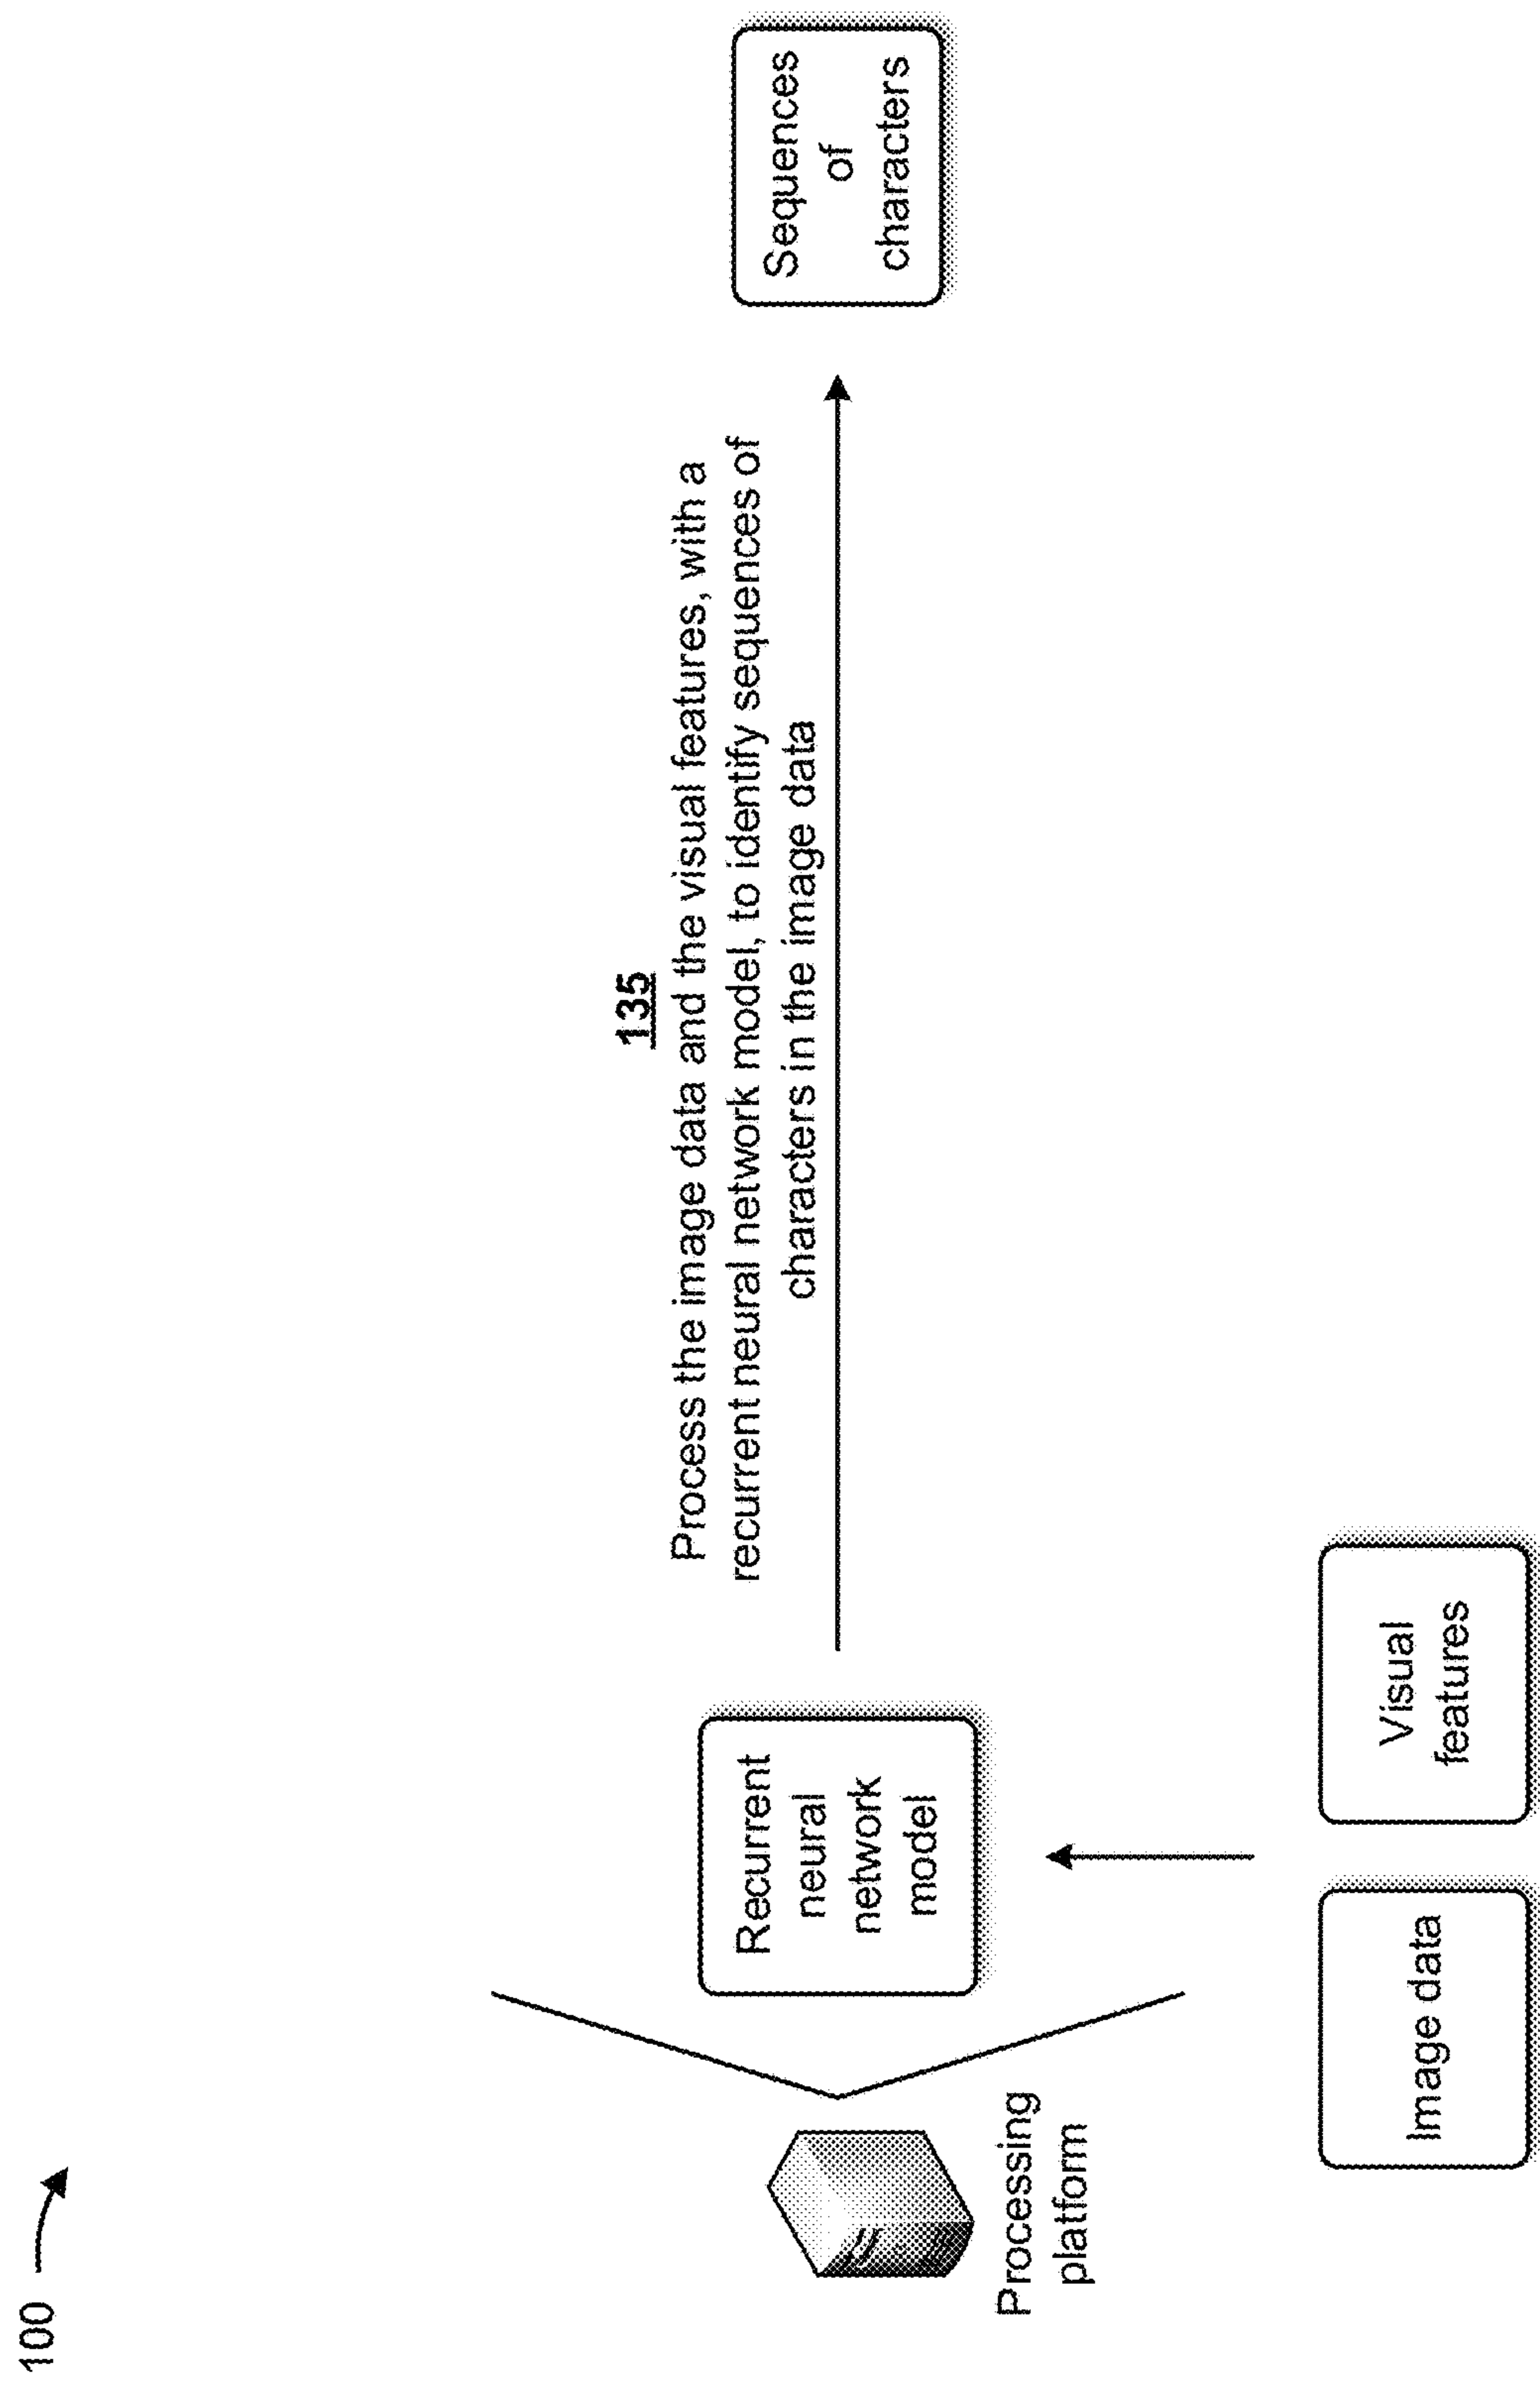 100
135
Process the image data and the visual features, with a
recurrent neural network model, to identify sequences of
characters in the image data
Processing
platform
Recurrent
neural
network
model
Sequences
of
characters
Image data
Visual
features